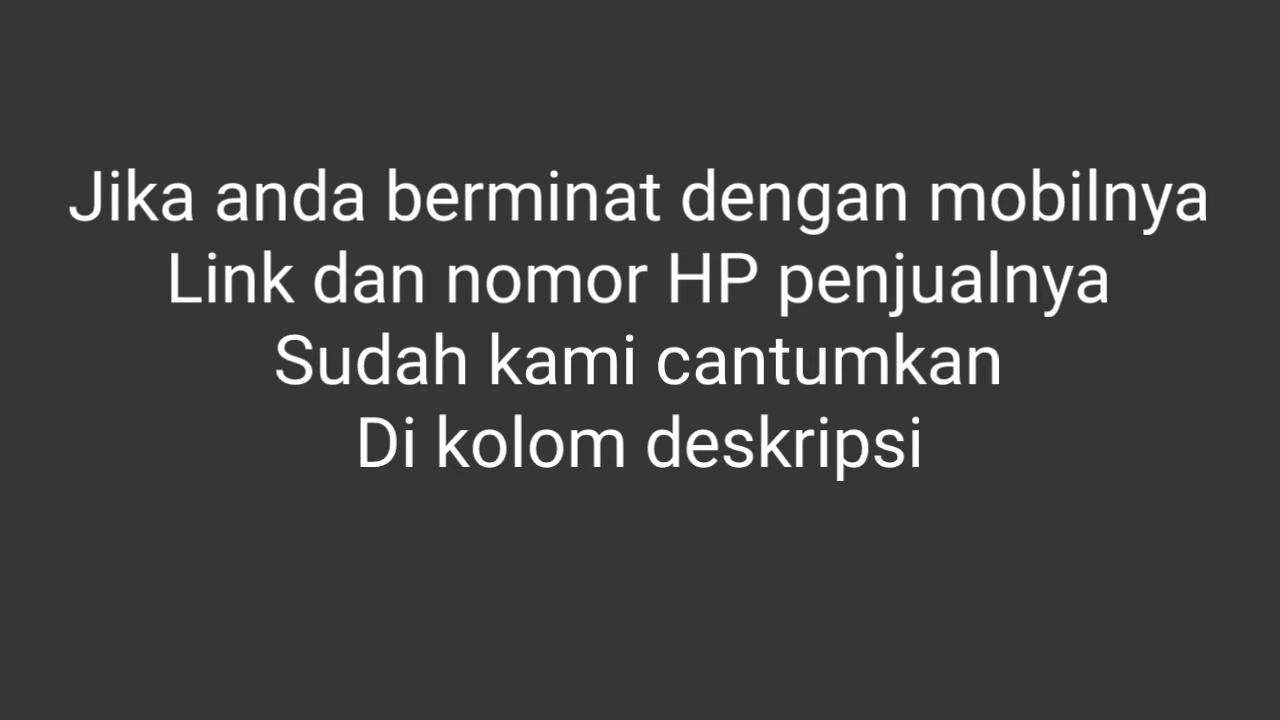 Jika anda berminat dengan mobilnya
Link dan nomor HP penjualnya
Sudah kami cantumkan
Di kolom deskripsi